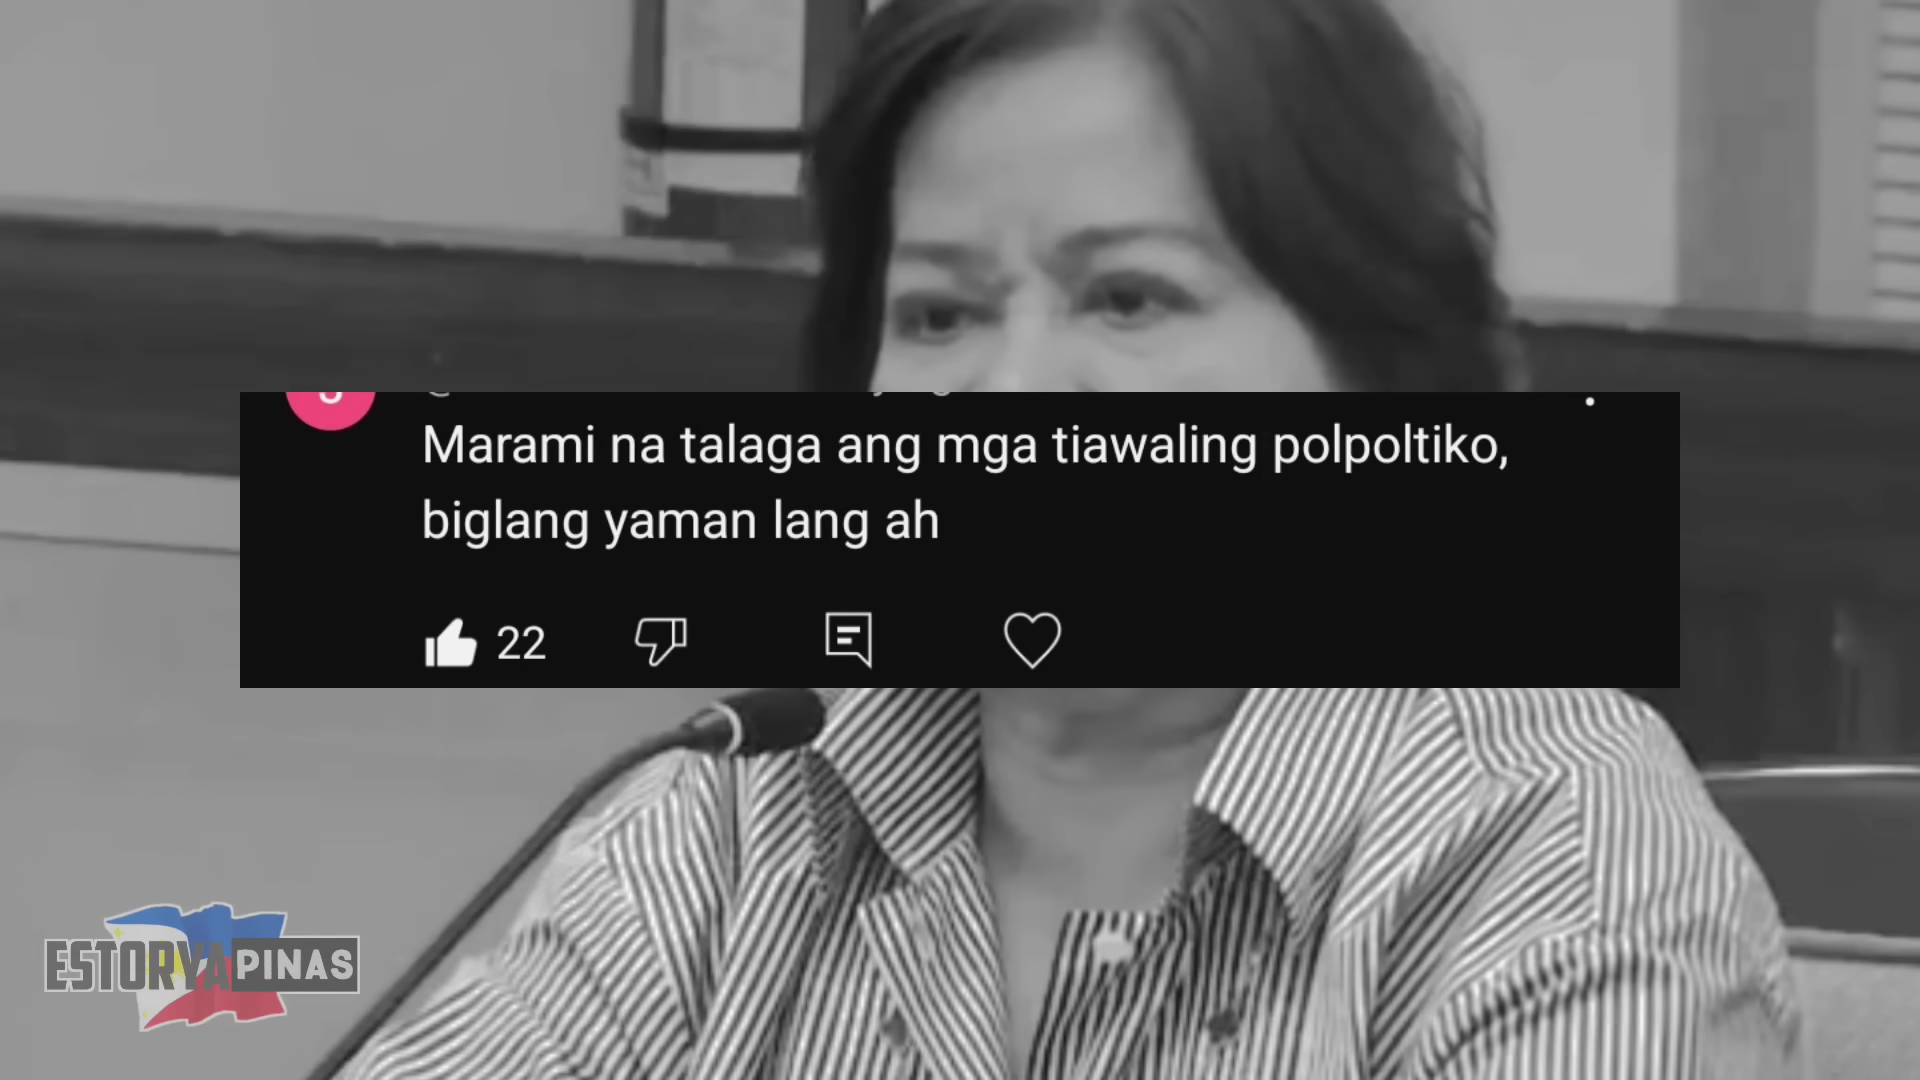 Marami na talaga ang mga tiawaling polpoltiko,
biglang yaman lang ah
22
ESTORYAPINAS